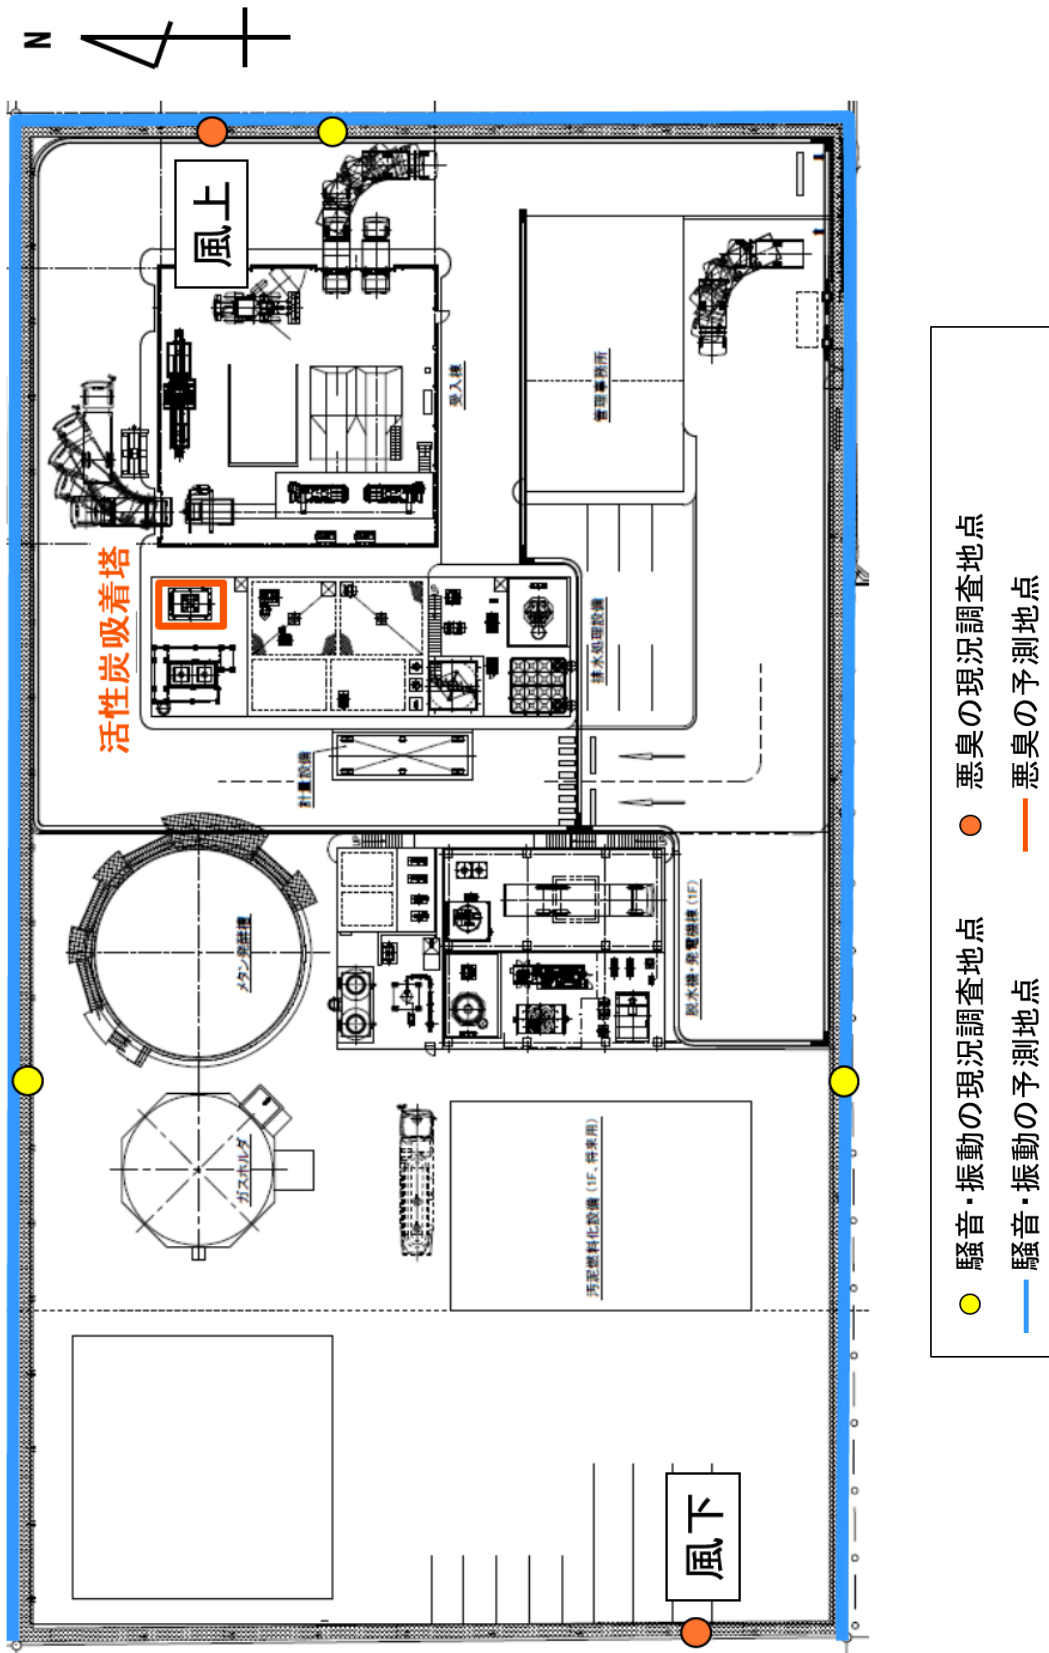 N
風上
受入棟
管理事務所
活性炭吸着塔
排水処理設備
計量設備
メタン発酵槽
脱水機・発電機棟（1F）
ガスホルダ
汚泥燃料化設備（1F、将来用）
風下
騒音・振動の現況調査地点
悪臭の現況調査地点
騒音・振動の予測地点
悪臭の予測地点